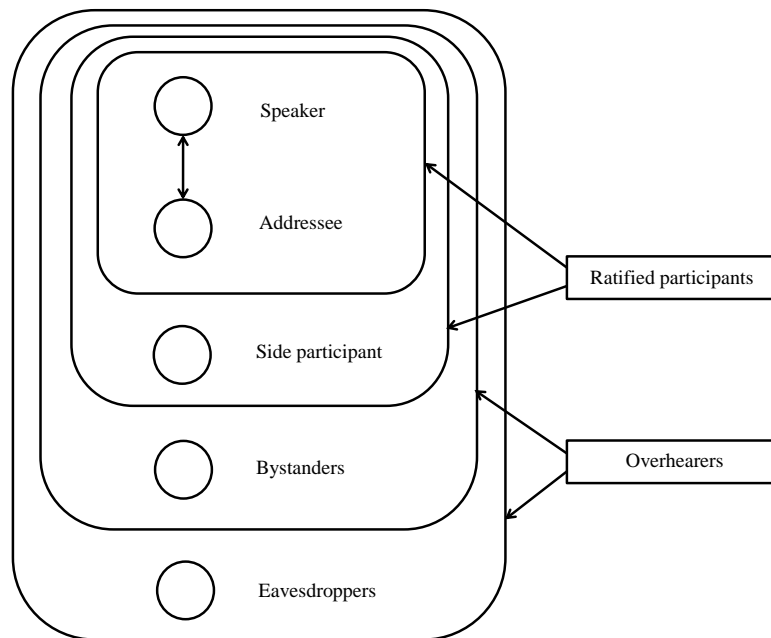 Speaker
Addressee
Ratified participants
Side participant
Overhearers
Bystanders
Eavesdroppers